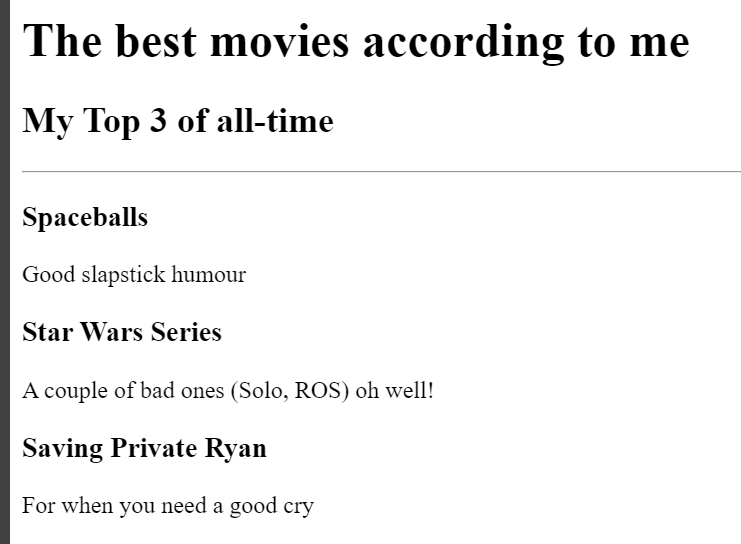 The best movies according to me
My Top 3 of all-time
Spaceballs
Good slapstick humour
Star Wars Series
A couple of bad ones (Solo, ROS) oh well!
Saving Private Ryan
For when you need a good cry